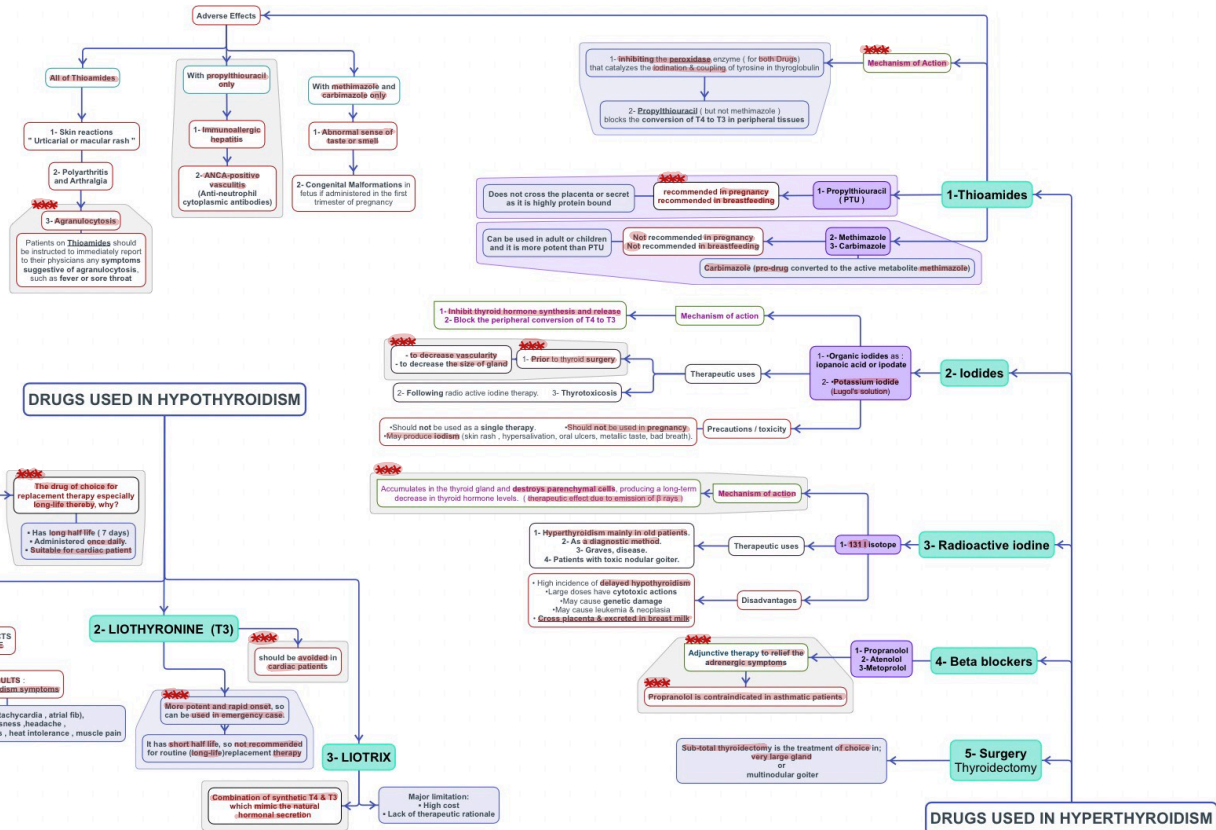 Adverse Effects
All of Thioamides
1- Skin reactions
" Urticarial or macular rash "
2- Polyarthritis
and Arthralgia
3- Agranulocytosis
Patients on Thioamides should
be instructed to immediately report
to their physicians any symptoms
suggestive of agranulocytosis,
such as fever or sore throat
With propylthiouracil
only
1- Immunoallergic
hepatitis
2- ANCA-positive
vasculitis
(Anti-neutrophil
cytoplasmic antibodies)
With methimazole and
carbimazole only
1- Abnormal sense of
taste or smell
2- Congenital Malformations in
fetus if administered in the first
trimester of pregnancy
1- inhibiting the peroxidase enzyme ( for both Drugs)
that catalyzes the iodination & coupling of tyrosine in thyroglobulin
2- Propylthiouracil ( but not methimazole )
blocks the conversion of T4 to T3 in peripheral tissues
Mechanism of Action
1-Thioamides
1- Propylthiouracil
( PTU )
recommended in pregnancy
recommended in breastfeeding
Does not cross the placenta or secret
as it is highly protein bound
2- Methimazole
3- Carbimazole
Not recommended in pregnancy
Not recommended in breastfeeding
Can be used in adult or children
and it is more potent than PTU
Carbimazole (pro-drug converted to the active metabolite methimazole)
1- Inhibit thyroid hormone synthesis and release
2- Block the peripheral conversion of T4 to T3
Mechanism of action
2- Iodides
1- •Organic iodides as :
iopanoic acid or ipodate
2- •Potassium iodide
(Lugol's solution)
Therapeutic uses
1- Prior to thyroid surgery
- to decrease vascularity
- to decrease the size of gland
2- Following radio active iodine therapy. 3- Thyrotoxicosis
Precautions / toxicity
•Should not be used as a single therapy. •Should not be used in pregnancy
•May produce iodism (skin rash , hypersalivation, oral ulcers, metallic taste, bad breath).
3- Radioactive iodine
1- 131 I isotope
Mechanism of action
Accumulates in the thyroid gland and destroys parenchymal cells, producing a long-term
decrease in thyroid hormone levels. ( therapeutic effect due to emission of β rays )
Therapeutic uses
1- Hyperthyroidism mainly in old patients.
2- As a diagnostic method.
3- Graves, disease.
4- Patients with toxic nodular goiter.
Disadvantages
• High incidence of delayed hypothyroidism
•Large doses have cytotoxic actions
•May cause genetic damage
•May cause leukemia & neoplasia
• Cross placenta & excreted in breast milk
4- Beta blockers
1- Propranolol
2- Atenolol
3-Metoprolol
Adjunctive therapy to relief the
adrenergic symptoms
Propranolol is contraindicated in asthmatic patients
5- Surgery
Thyroidectomy
Sub-total thyroidectomy is the treatment of choice in;
very large gland
or
multinodular goiter
DRUGS USED IN HYPERTHYROIDISM
DRUGS USED IN HYPOTHYROIDISM
The drug of choice for
replacement therapy especially
long-life thereby, why?
• Has long half life ( 7 days)
• Administered once daily.
• Suitable for cardiac patient
2- LIOTHYRONINE (T3)
should be avoided in
cardiac patients
More potent and rapid onset, so
can be used in emergency case.
It has short half life, so not recommended
for routine (long-life)replacement therapy
3- LIOTRIX
Combination of synthetic T4 & T3
which mimic the natural
hormonal secretion
Major limitation:
• High cost
• Lack of therapeutic rationale
tachycardia , atrial fib),
headache ,
, heat intolerance , muscle pain
symptoms